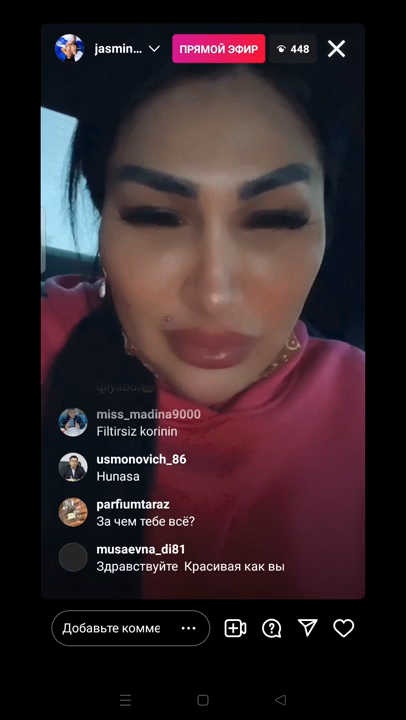 jasmin...
ПРЯМОЙ ЭФИР
448
miss_madina9000
Filtirsiz korinin
usmonovich_86
Hunasa
parfiumtaraz
За чем тебе всё?
musaevna_di81
Здравствуйте Красивая как вы
Добавьте комме